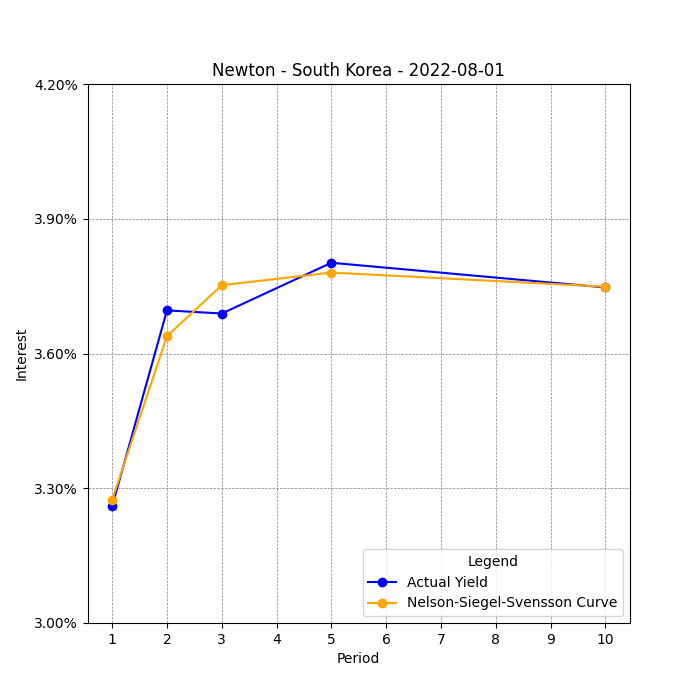 Newton - South Korea - 2022-08-01
4.20%
3.90%
3.60%
3.30%
3.00%
Interest
1 2 3 4 5 6 7 8 9 10
Period
Legend
Actual Yield
Nelson-Siegel-Svensson Curve